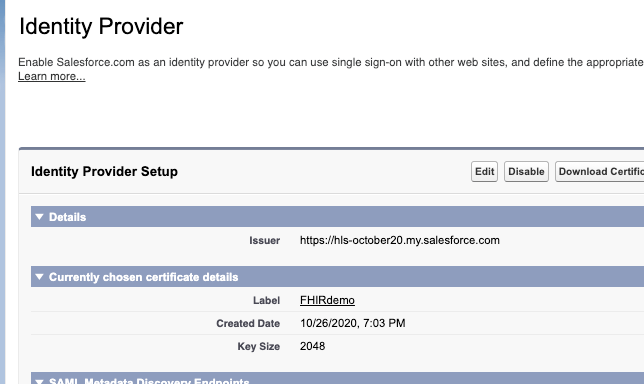 Identity Provider
Enable Salesforce.com as an identity provider so you can use single sign-on with other web sites, and define the appropriate
Learn more...
Identity Provider Setup
Edit Disable Download Certific
Details
Issuer https://hls-october20.my.salesforce.com
Currently chosen certificate details
Label FHIRdemo
Created Date 10/26/2020, 7:03 PM
Key Size 2048
SAML Metadata Discovery Endpoints